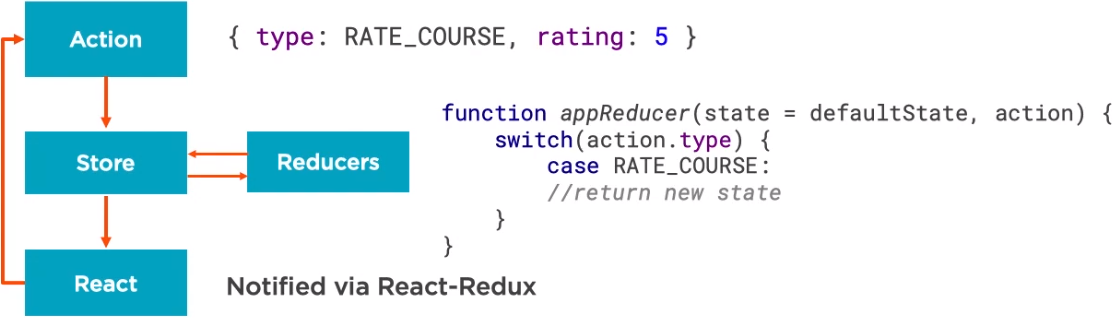 Action
{ type: RATE_COURSE, rating: 5 }
Store
Reducers
function appReducer(state = defaultState, action) {
    switch(action.type) {
        case RATE_COURSE:
        //return new state
    }
}
React
Notified via React-Redux